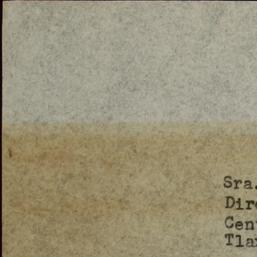 Sra.
Dire
Cent
Tlax